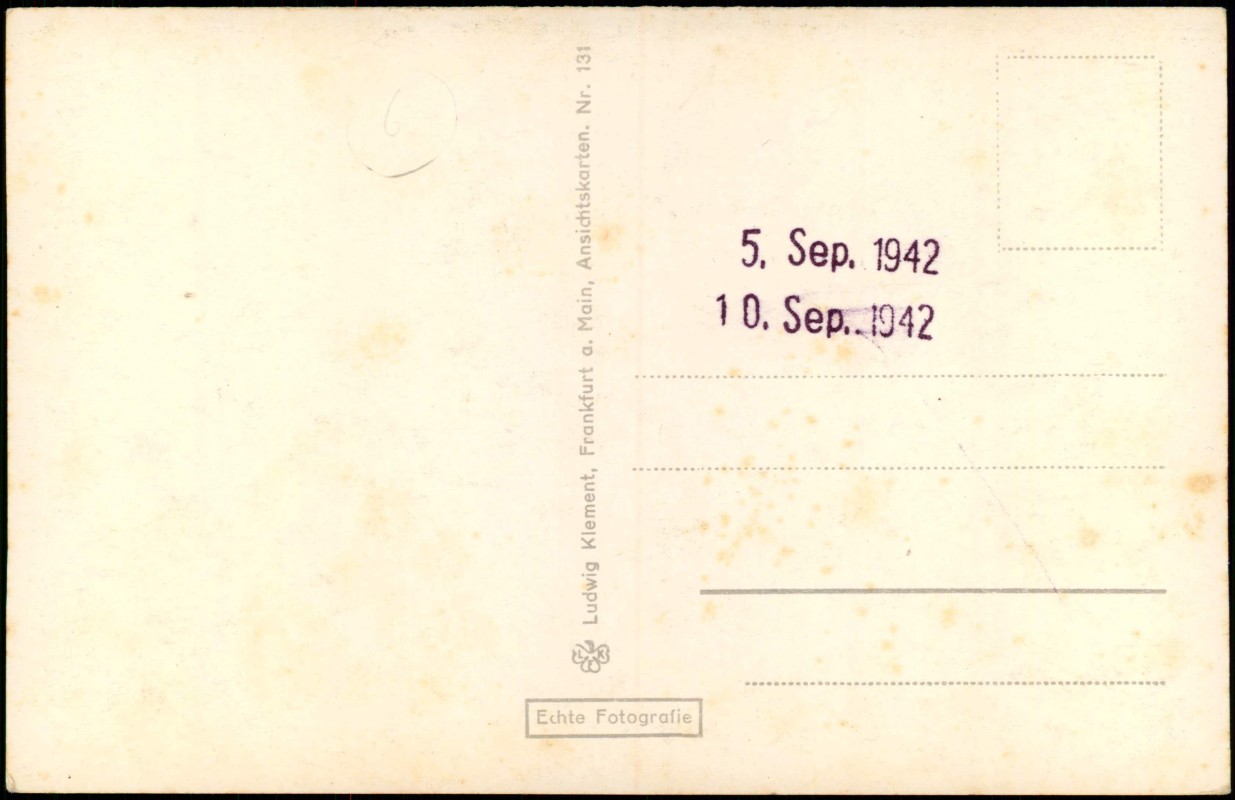 Ludwig Klement, Frankfurt a. Main, Ansichtskarten. Nr. 131
5. Sep. 1942
10. Sep. 1942
Echte Fotografie